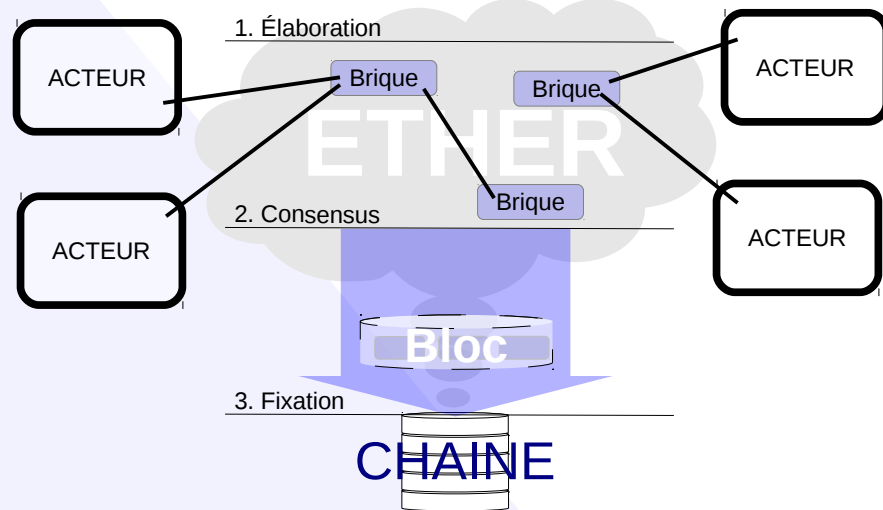 1. Élaboration
ACTEUR
Brique
Brique
ACTEUR
ETHER
Brique
2. Consensus
ACTEUR
ACTEUR
Bloc
3. Fixation
CHAINE